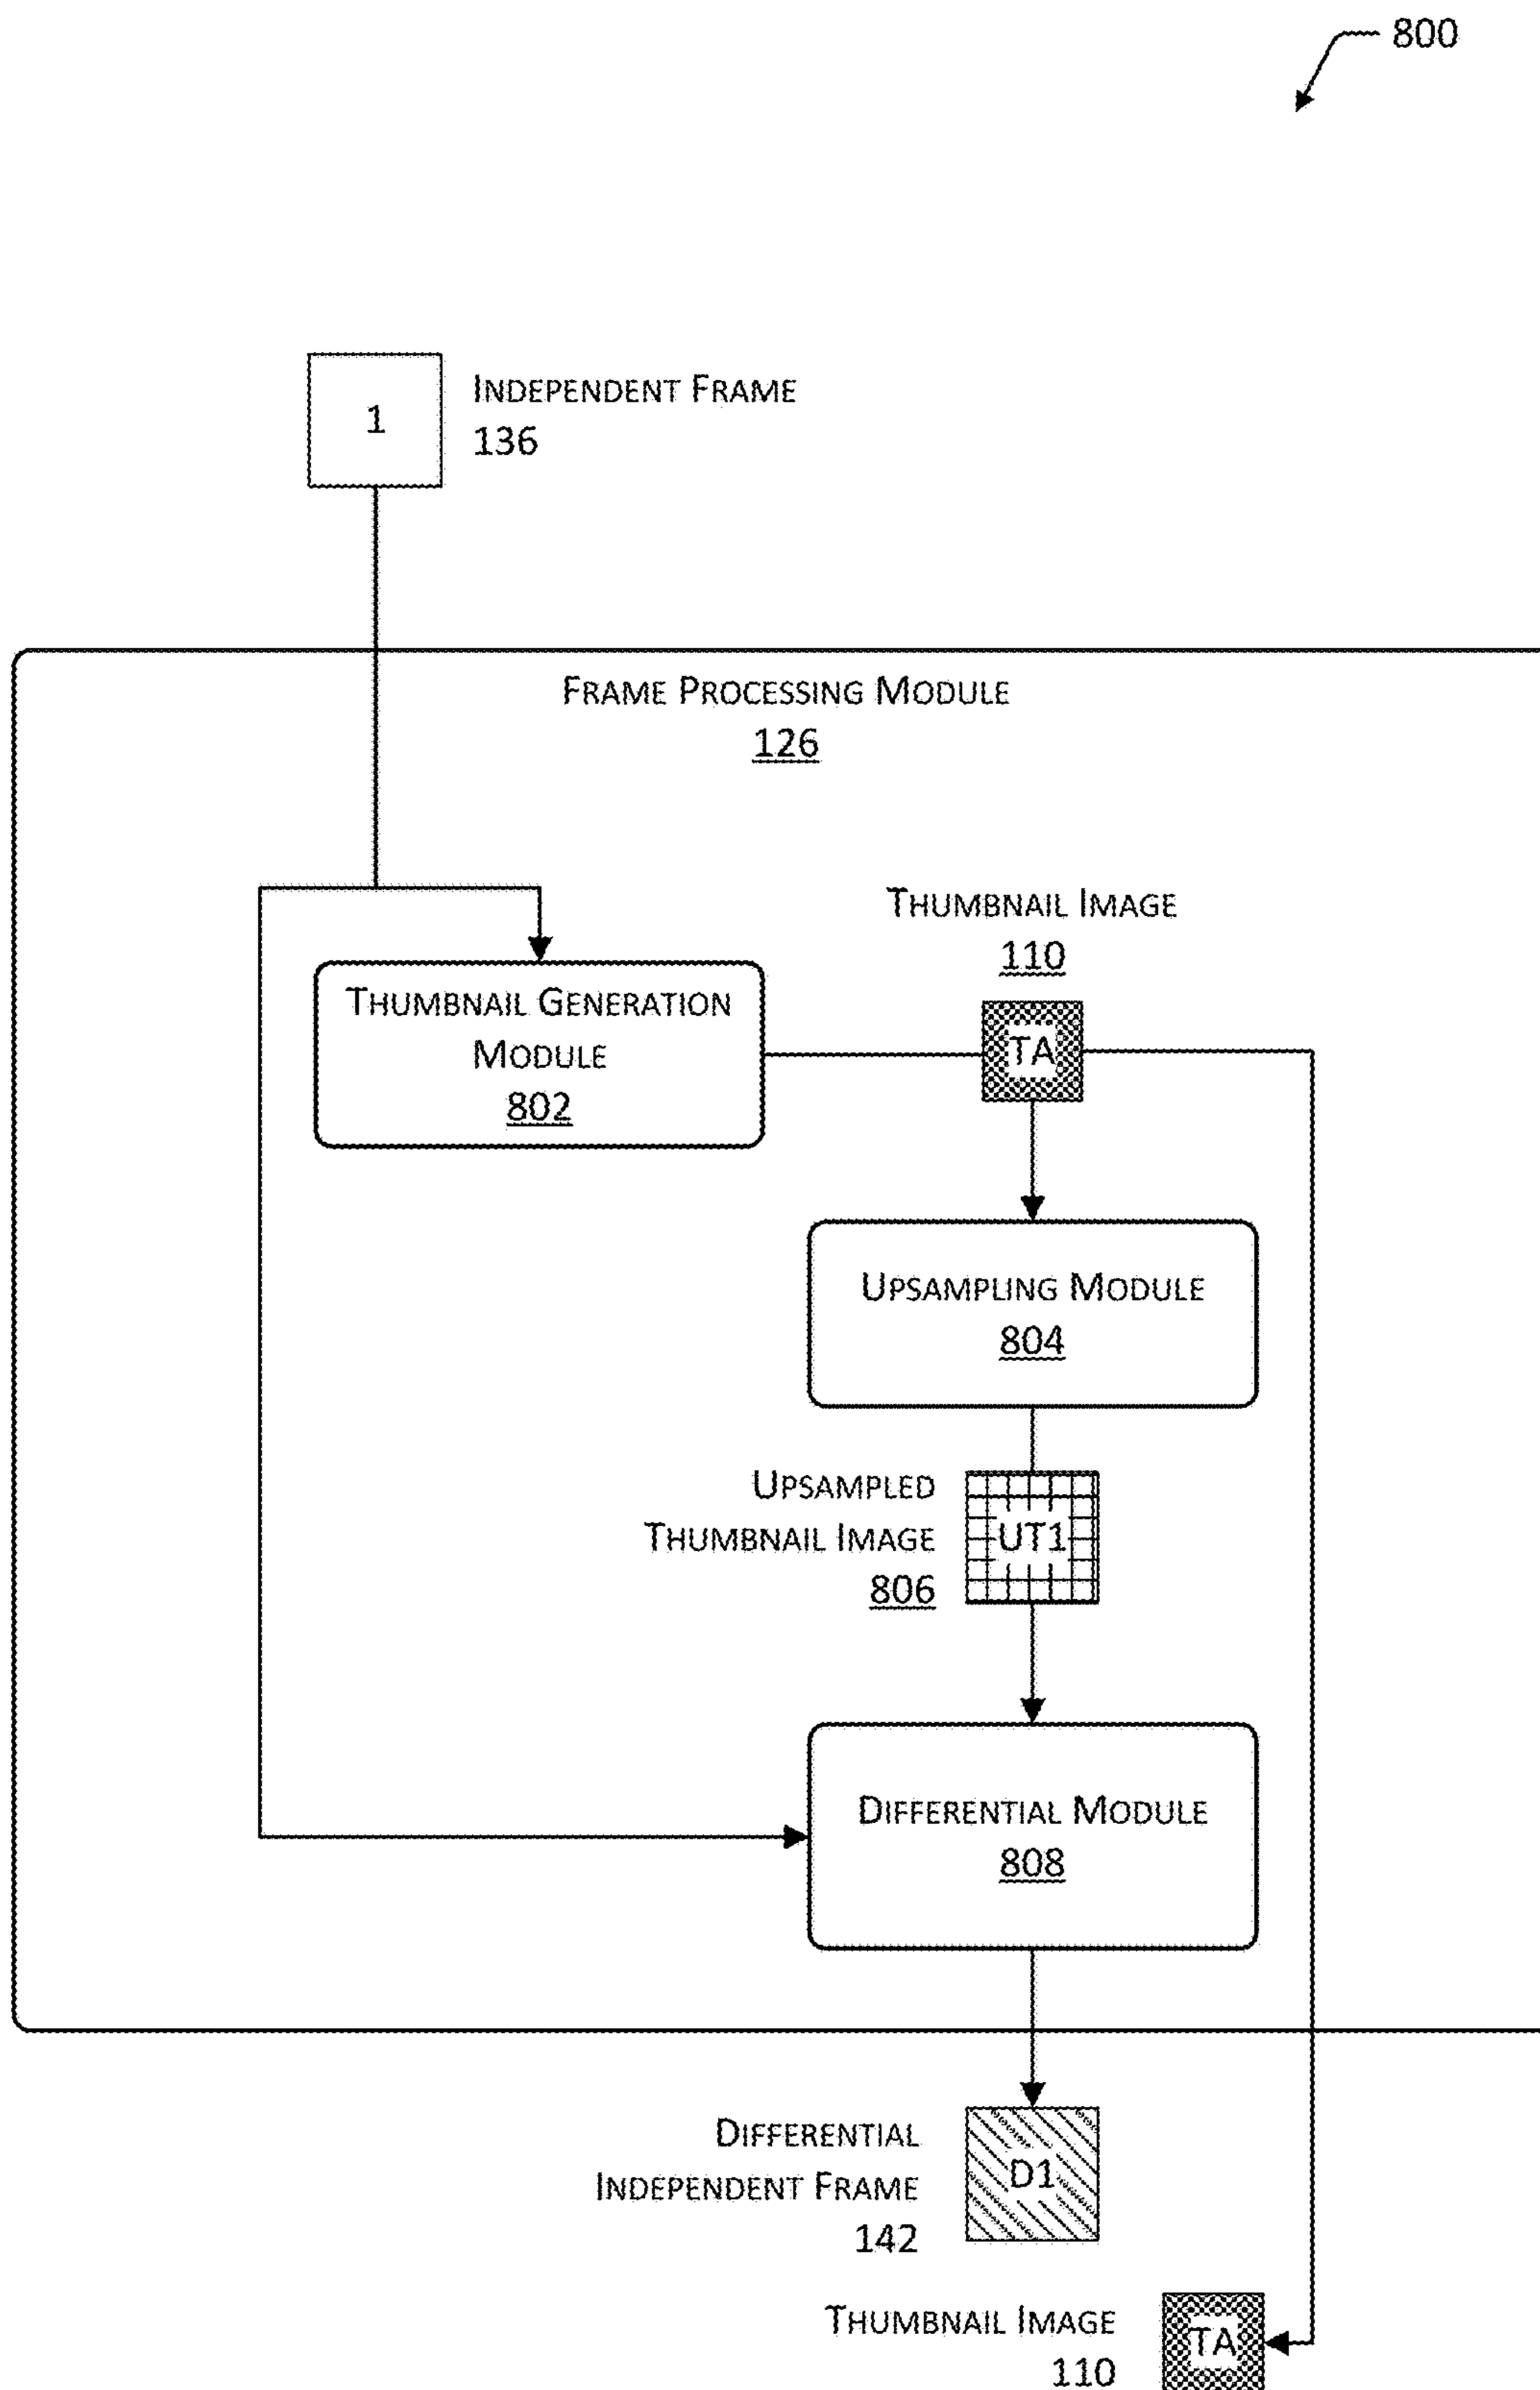 800
1
INDEPENDENT FRAME
136
FRAME PROCESSING MODULE
126
THUMBNAIL IMAGE
110
THUMBNAIL GENERATION
MODULE
802
TA
UPSAMPLING MODULE
804
UPSAMPLED
THUMBNAIL IMAGE
806
UT1
DIFFERENTIAL MODULE
808
DIFFERENTIAL
INDEPENDENT FRAME
142
D1
THUMBNAIL IMAGE
110
TA